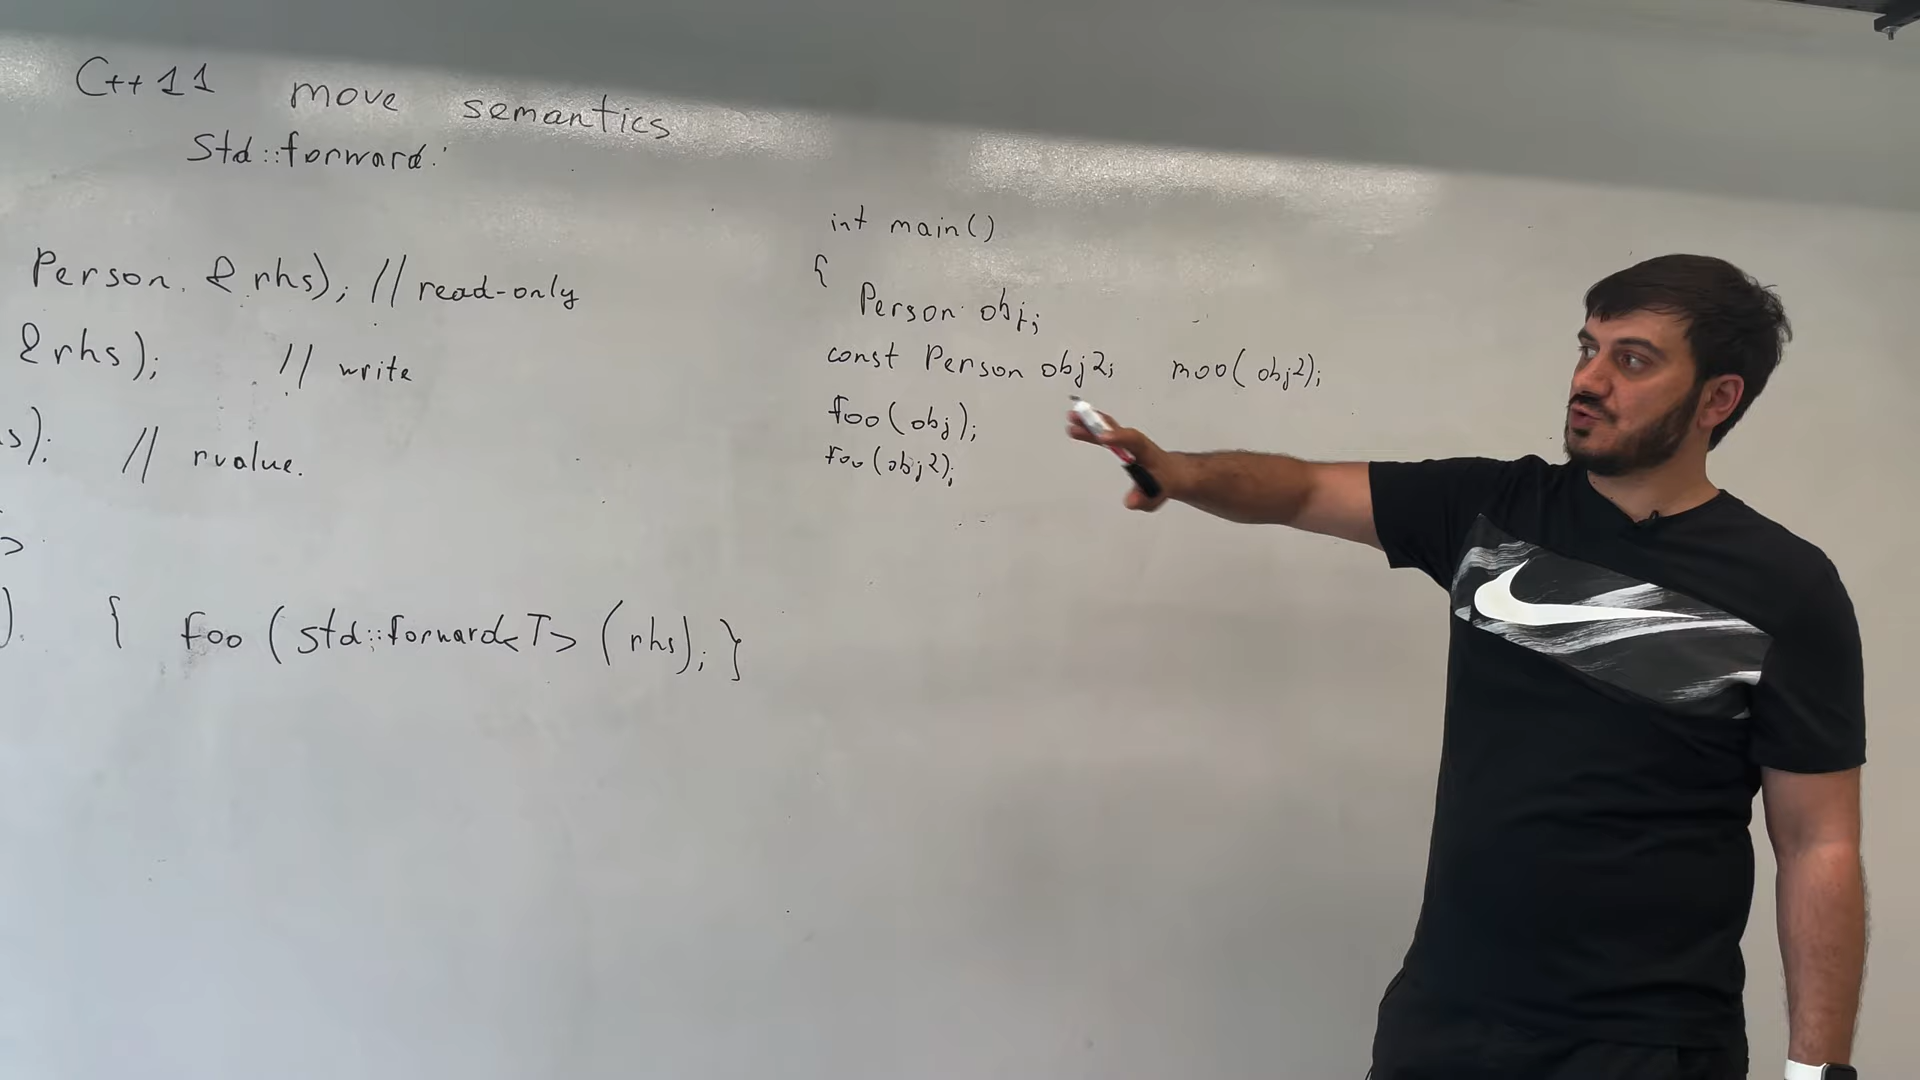 C++11 move semantics
std::forward.
Person & rhs); // read-only
&rhs); // write
s); // rvalue.
>
). { foo (std::forward<T> (rhs); }
int main()
{
Person obj;
const Person obj2; moo(obj2);
foo(obj);
foo(obj2);